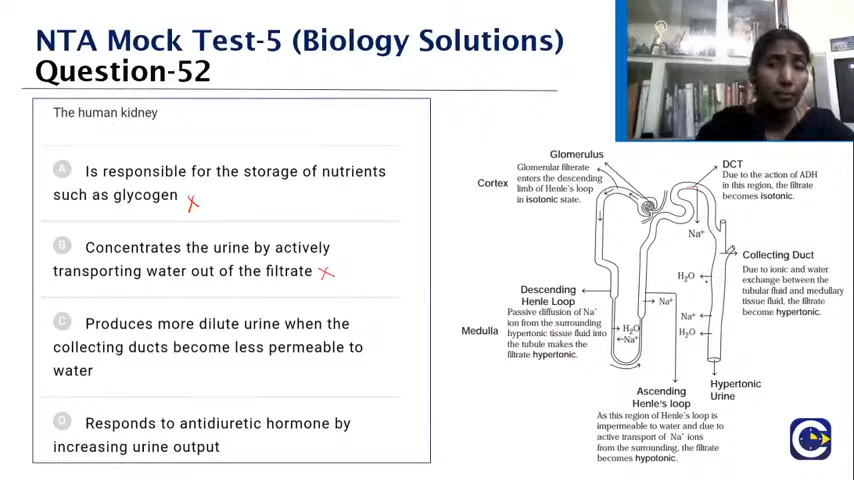 NTA Mock Test-5 (Biology Solutions)
Question-52
The human kidney
A Is responsible for the storage of nutrients
such as glycogen
B Concentrates the urine by actively
transporting water out of the filtrate
C Produces more dilute urine when the
collecting ducts become less permeable to
water
D Responds to antidiuretic hormone by
increasing urine output
Glomerulus
Glomerular filterate
enters the descending
limb of Henle's loop
in isotonic state.
Cortex
DCT
Due to the action of ADH
in this region, the filtrate
becomes isotonic.
Na+
Collecting Duct
Due to ionic and water
exchange between the
tubular fluid and medullary
tissue fluid, the filtrate
become hypertonic.
H2O
Descending
Henle Loop
Passive diffusion of Na+
ion from the surrounding
hypertonic tissue fluid into
the tubule makes the
filtrate hypertonic.
Medulla
Na+
H2O
Na+
Na+
H2O
Hypertonic
Urine
Ascending
Henle's loop
As this region of Henle's loop is
impermeable to water and due to
active transport of Na+ ions
from the surrounding, the filtrate
becomes hypotonic.